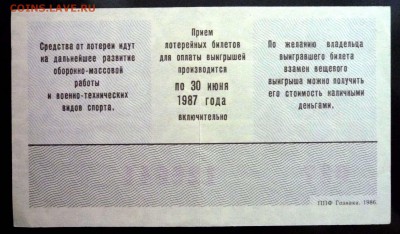 COINS.LAVE.RU
Средства от лотереи идут
на дальнейшее развитие
оборонно-массовой
работы
и военно-технических
видов спорта.
Прием
лотерейных билетов
для оплаты выигрышей
производится
по 30 июня
1987 года
включительно
По желанию владельца
выигравшего билета
взамен вещевого
выигрыша можно получить
его стоимость наличными
деньгами.
ППФ Гознака. 1986.